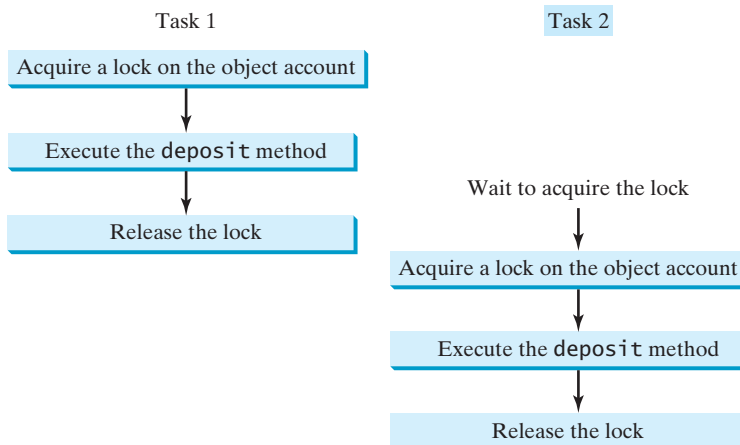 Task 1
Task 2
Acquire a lock on the object account
Execute the deposit method
Release the lock
Wait to acquire the lock
Acquire a lock on the object account
Execute the deposit method
Release the lock